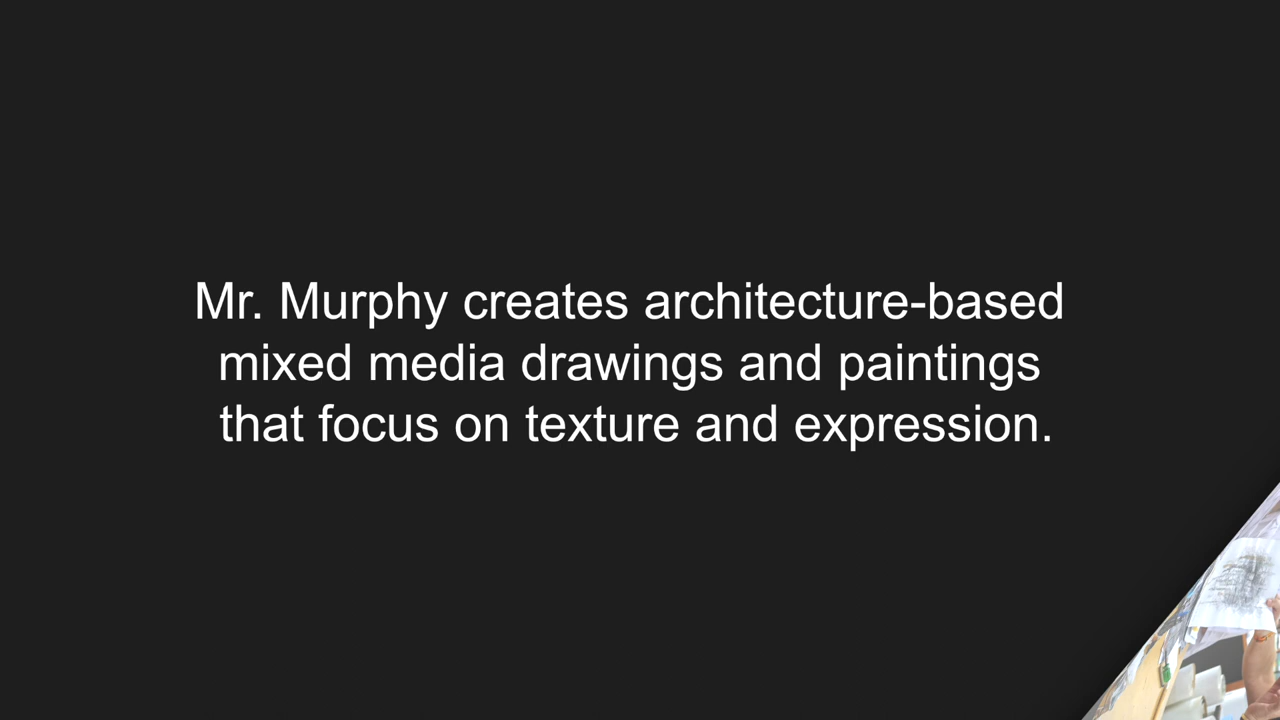 Mr. Murphy creates architecture-based
mixed media drawings and paintings
that focus on texture and expression.